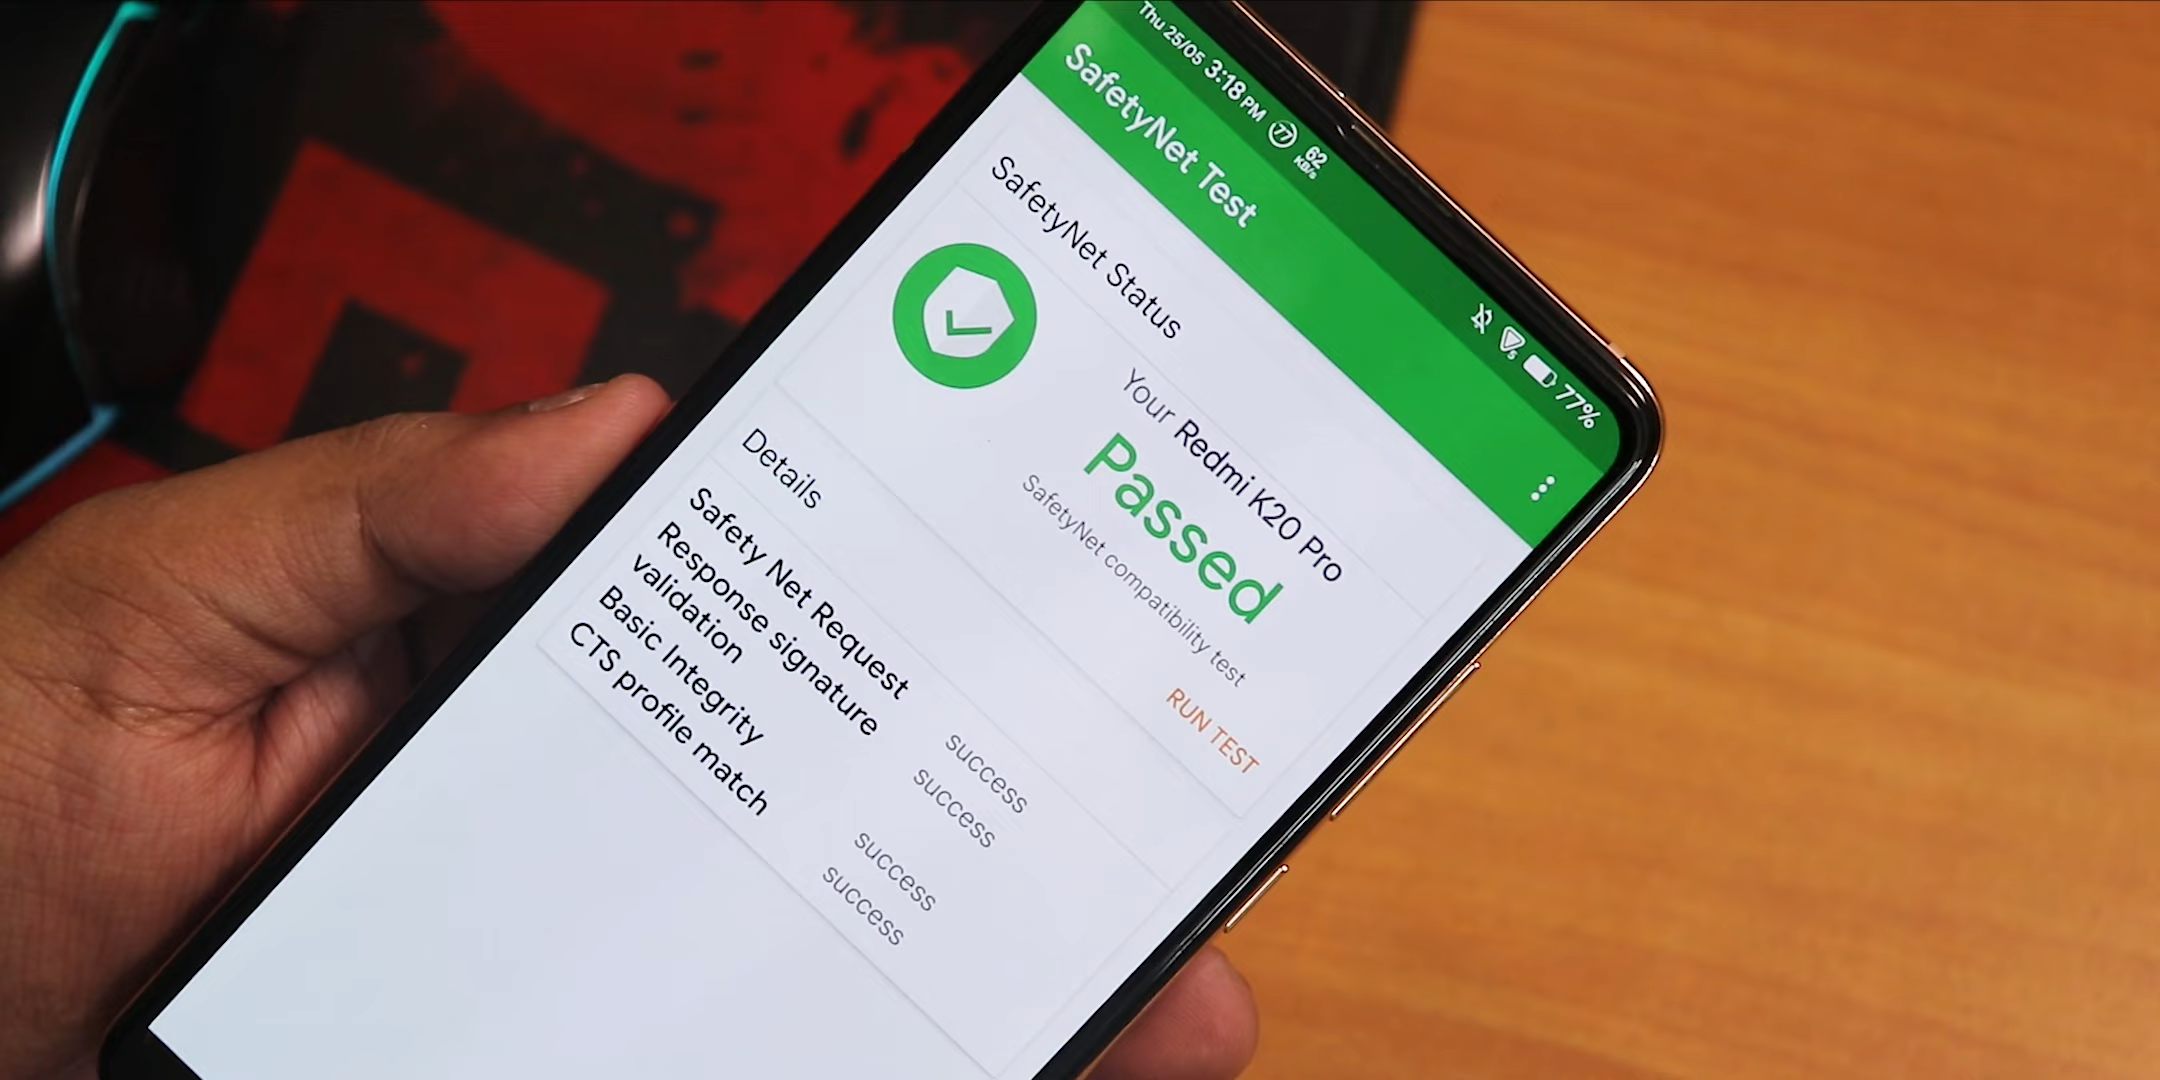 Thu 25/05 3:18 PM 77 62 KB/s
77%
SafetyNet Test
SafetyNet Status
Your Redmi K20 Pro
Passed
SafetyNet compatibility test
RUN TEST
Details
Safety Net Request success
Response signature success
validation
Basic Integrity success
CTS profile match success